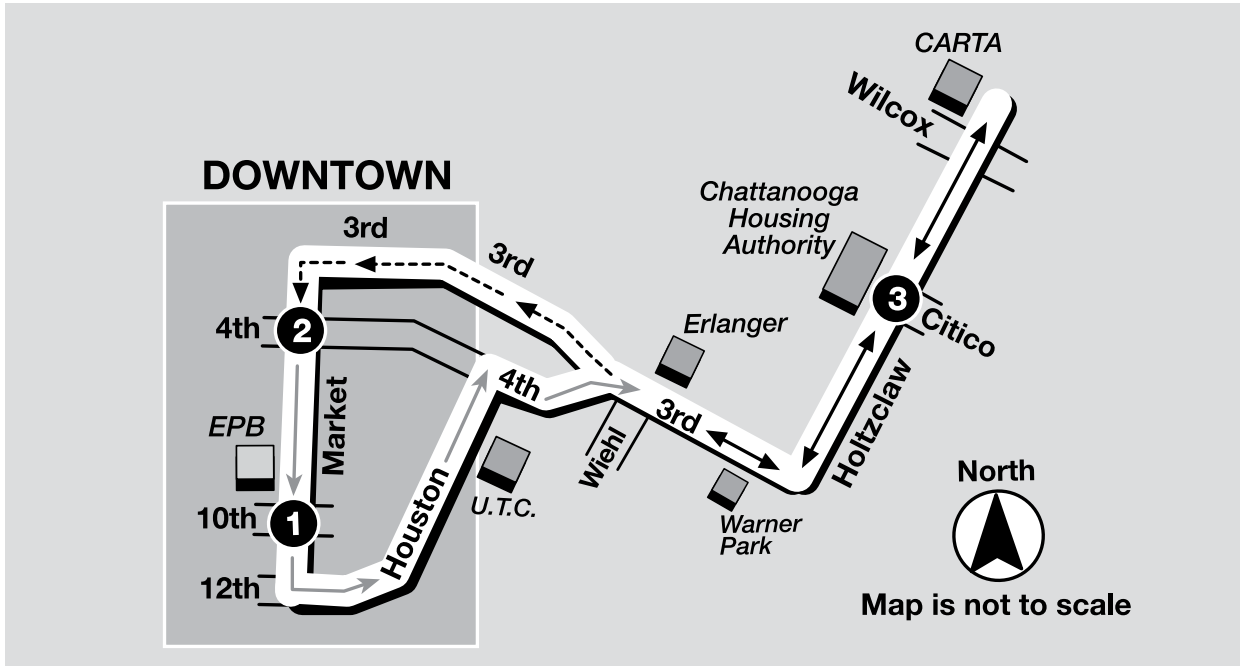 CARTA
Wilcox
DOWNTOWN
Chattanooga
Housing
Authority
3rd
3rd
3
Citico
4th
2
Erlanger
4th
3rd
Market
Holtzclaw
EPB
Wiehl
U.T.C.
Houston
Warner
Park
North
10th
1
12th
Map is not to scale